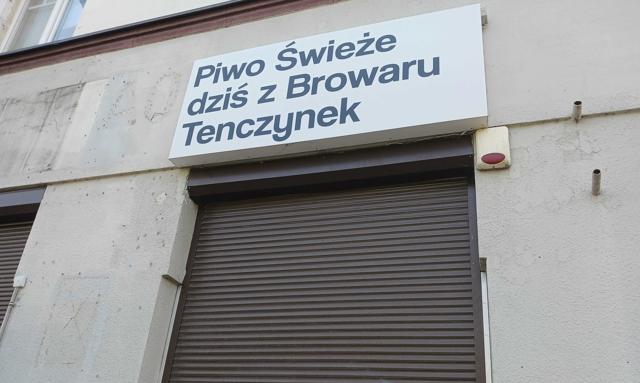 Piwo Świeże
dziś z Browaru
Tenczynek